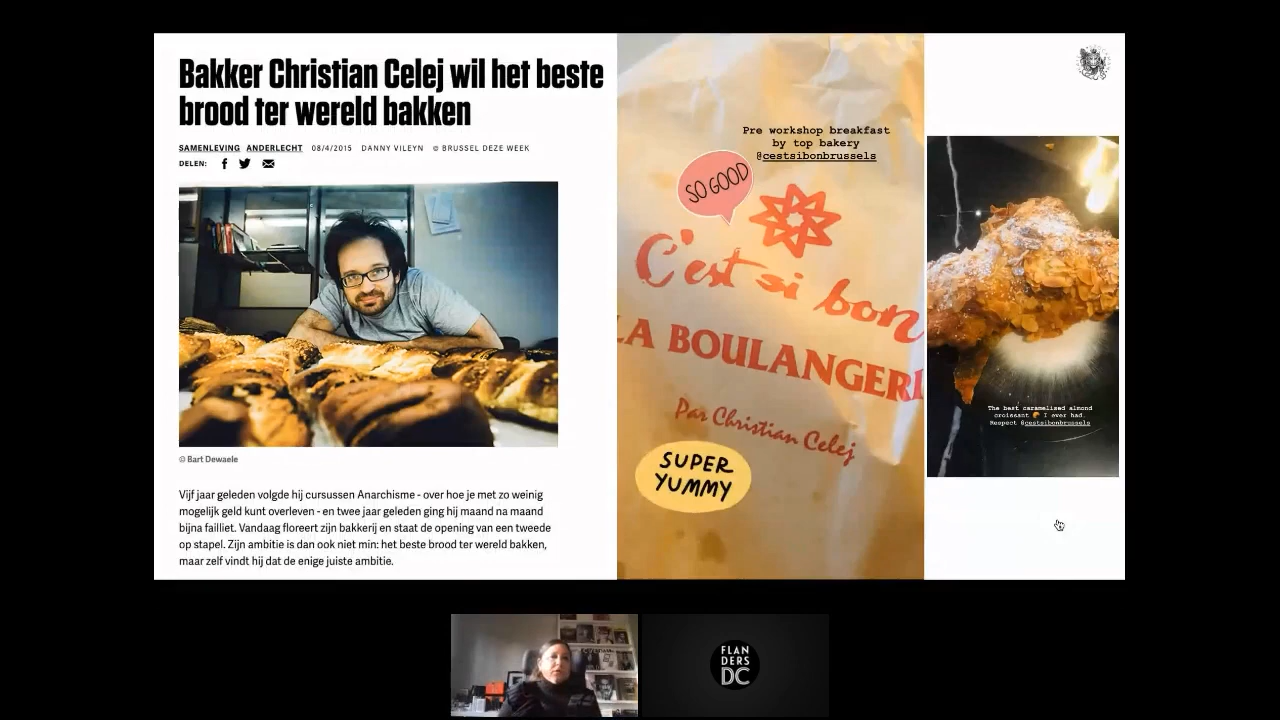 Bakker Christian Celej wil het beste
brood ter wereld bakken
SAMENLEVING ANDERLECHT 08/4/2015 DANNY VILEYN © BRUSSEL DEZE WEEK
DELEN:
© Bart Dewaele
Vijf jaar geleden volgde hij cursussen Anarchisme - over hoe je met zo weinig
mogelijk geld kunt overleven - en twee jaar geleden ging hij maand na maand
bijna failliet. Vandaag floreert zijn bakkerij en staat de opening van een tweede
op stapel. Zijn ambitie is dan ook niet min: het beste brood ter wereld bakken,
maar zelf vindt hij dat de enige juiste ambitie.
Pre workshop breakfast
by top bakery
@cestsibonbrussels
SO GOOD
C'est si bon
LA BOULANGERI
Par Christian Celej
SUPER
YUMMY
The best caramelised almond
croissant 🥐 I ever had.
Respect @cestsibonbrussels
FLAN
DERS
DC